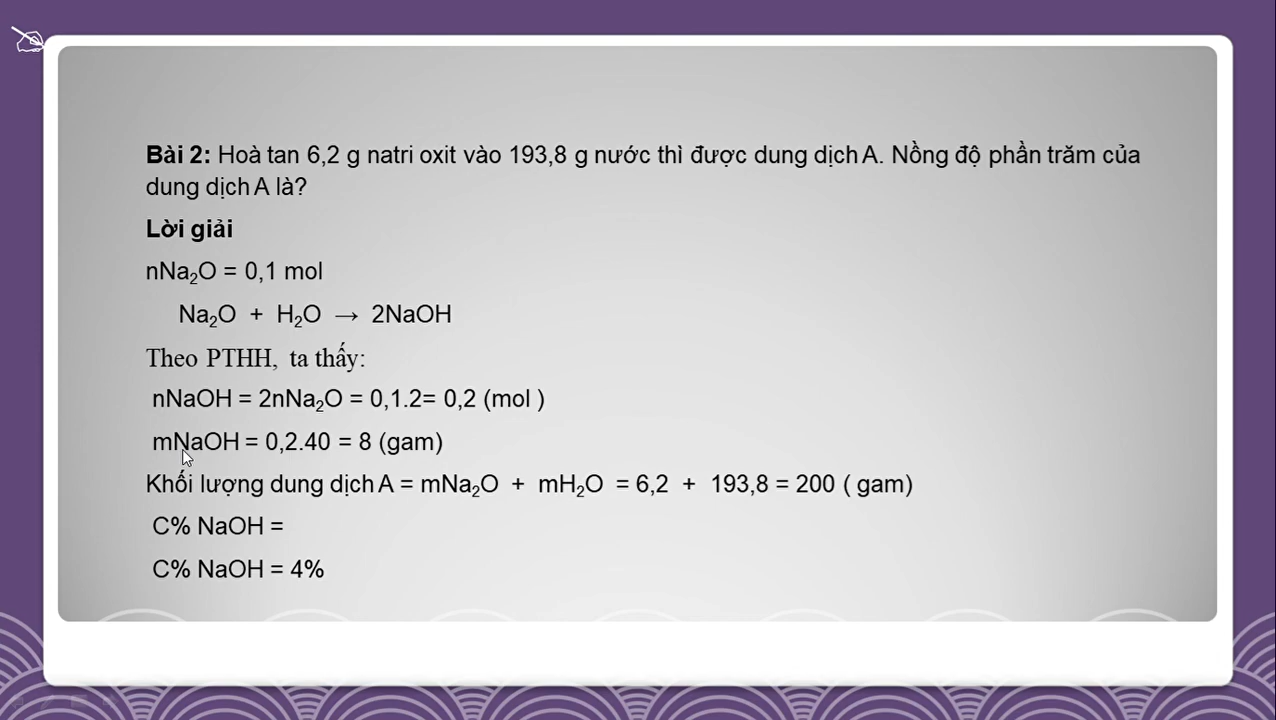 Bài 2: Hoà tan 6,2 g natri oxit vào 193,8 g nước thì được dung dịch A. Nồng độ phần trăm của
dung dịch A là?
Lời giải
nNa₂O = 0,1 mol
Na₂O + H₂O → 2NaOH
Theo PTHH, ta thấy:
nNaOH = 2nNa₂O = 0,1.2= 0,2 (mol )
mNaOH = 0,2.40 = 8 (gam)
Khối lượng dung dịch A = mNa₂O + mH₂O = 6,2 + 193,8 = 200 ( gam)
C% NaOH =
C% NaOH = 4%